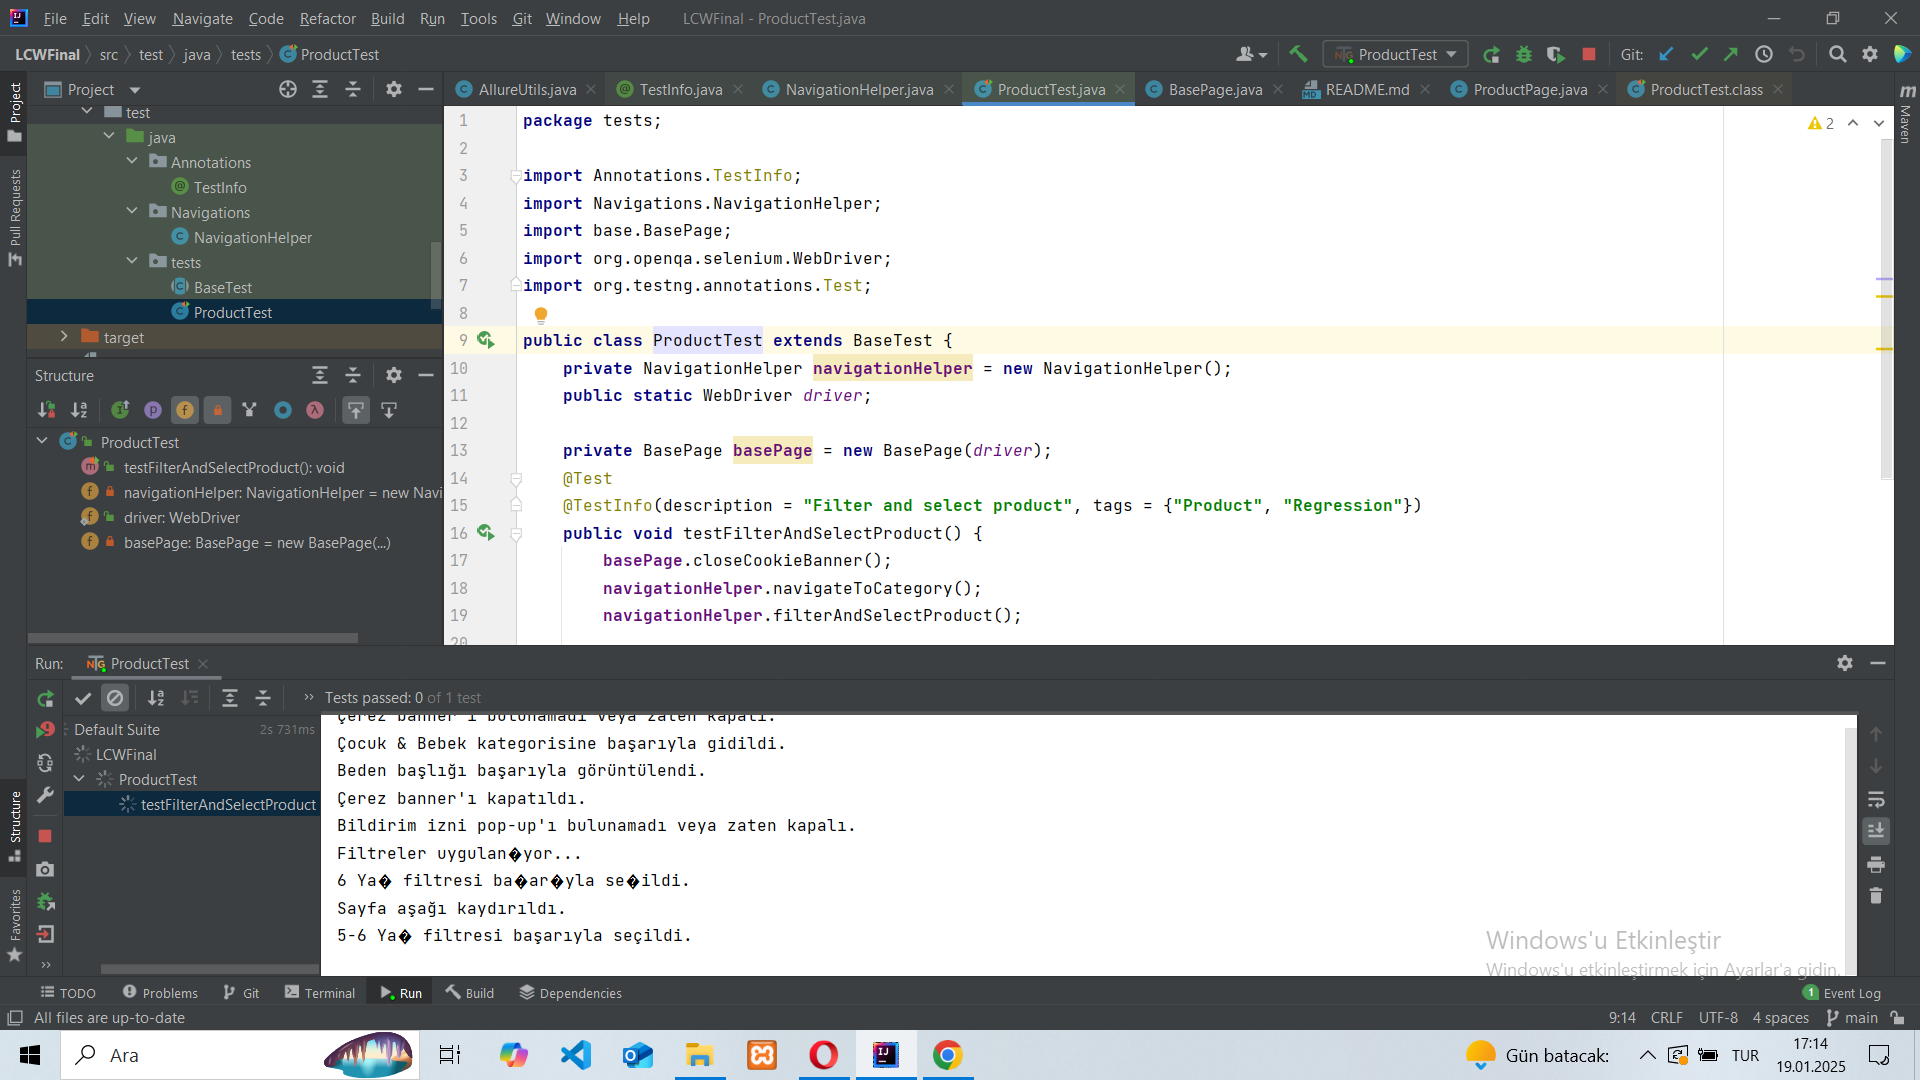 File Edit View Navigate Code Refactor Build Run Tools Git Window Help LCWFinal - ProductTest.java
LCWFinal src test java tests ProductTest ProductTest Git:
Project AllureUtils.java TestInfo.java NavigationHelper.java ProductTest.java BasePage.java README.md ProductPage.java ProductTest.class
Project
Pull Requests
Maven
test
java
Annotations
TestInfo
Navigations
NavigationHelper
tests
BaseTest
ProductTest
target
2
1 package tests;
2
3 import Annotations.TestInfo;
4 import Navigations.NavigationHelper;
5 import base.BasePage;
6 import org.openqa.selenium.WebDriver;
7 import org.testng.annotations.Test;
8
9 public class ProductTest extends BaseTest {
10 private NavigationHelper navigationHelper = new NavigationHelper();
11 public static WebDriver driver;
12
13 private BasePage basePage = new BasePage(driver);
14 @Test
15 @TestInfo(description = "Filter and select product", tags = {"Product", "Regression"})
16 public void testFilterAndSelectProduct() {
17 basePage.closeCookieBanner();
18 navigationHelper.navigateToCategory();
19 navigationHelper.filterAndSelectProduct();
20
Structure
ProductTest
testFilterAndSelectProduct(): void
navigationHelper: NavigationHelper = new Navi
driver: WebDriver
basePage: BasePage = new BasePage(...)
Run: ProductTest
Tests passed: 0 of 1 test
Default Suite 2s 731ms
LCWFinal
ProductTest
testFilterAndSelectProduct
Çerez banner'ı bulunamadı veya zaten kapalı.
Çocuk & Bebek kategorisine başarıyla gidildi.
Beden başlığı başarıyla görüntülendi.
Çerez banner'ı kapatıldı.
Bildirim izni pop-up'ı bulunamadı veya zaten kapalı.
Filtreler uygulan�yor...
6 Ya� filtresi ba�ar�yla se�ildi.
Sayfa aşağı kaydırıldı.
5-6 Ya� filtresi başarıyla seçildi.
Structure
Favorites
Windows'u Etkinleştir
Windows'u etkinleştirmek için Ayarlar'a gidin.
TODO Problems Git Terminal Run Build Dependencies 1 Event Log
All files are up-to-date 9:14 CRLF UTF-8 4 spaces main
Ara Gün batacak: TUR 17:14
19.01.2025